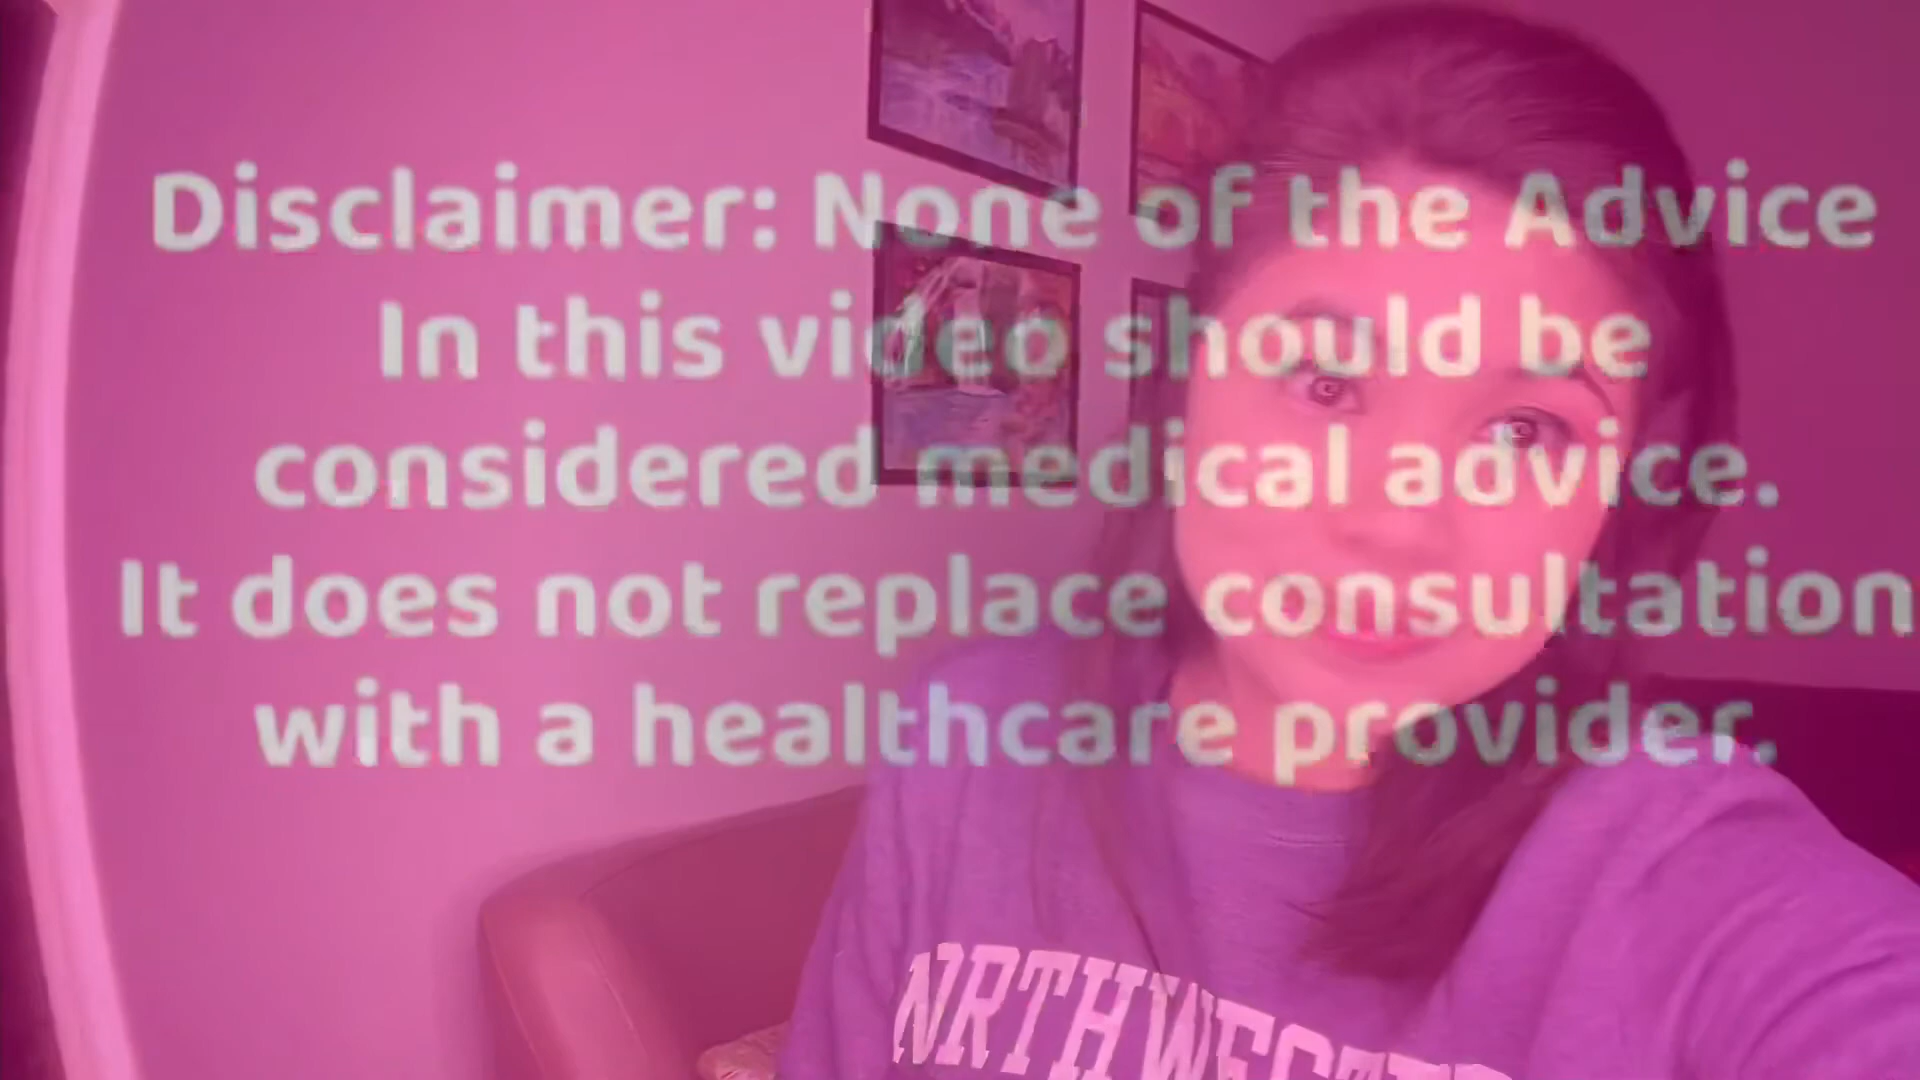 Disclaimer: None of the Advice
In this video should be
considered medical advice.
It does not replace consultation
with a healthcare provider.